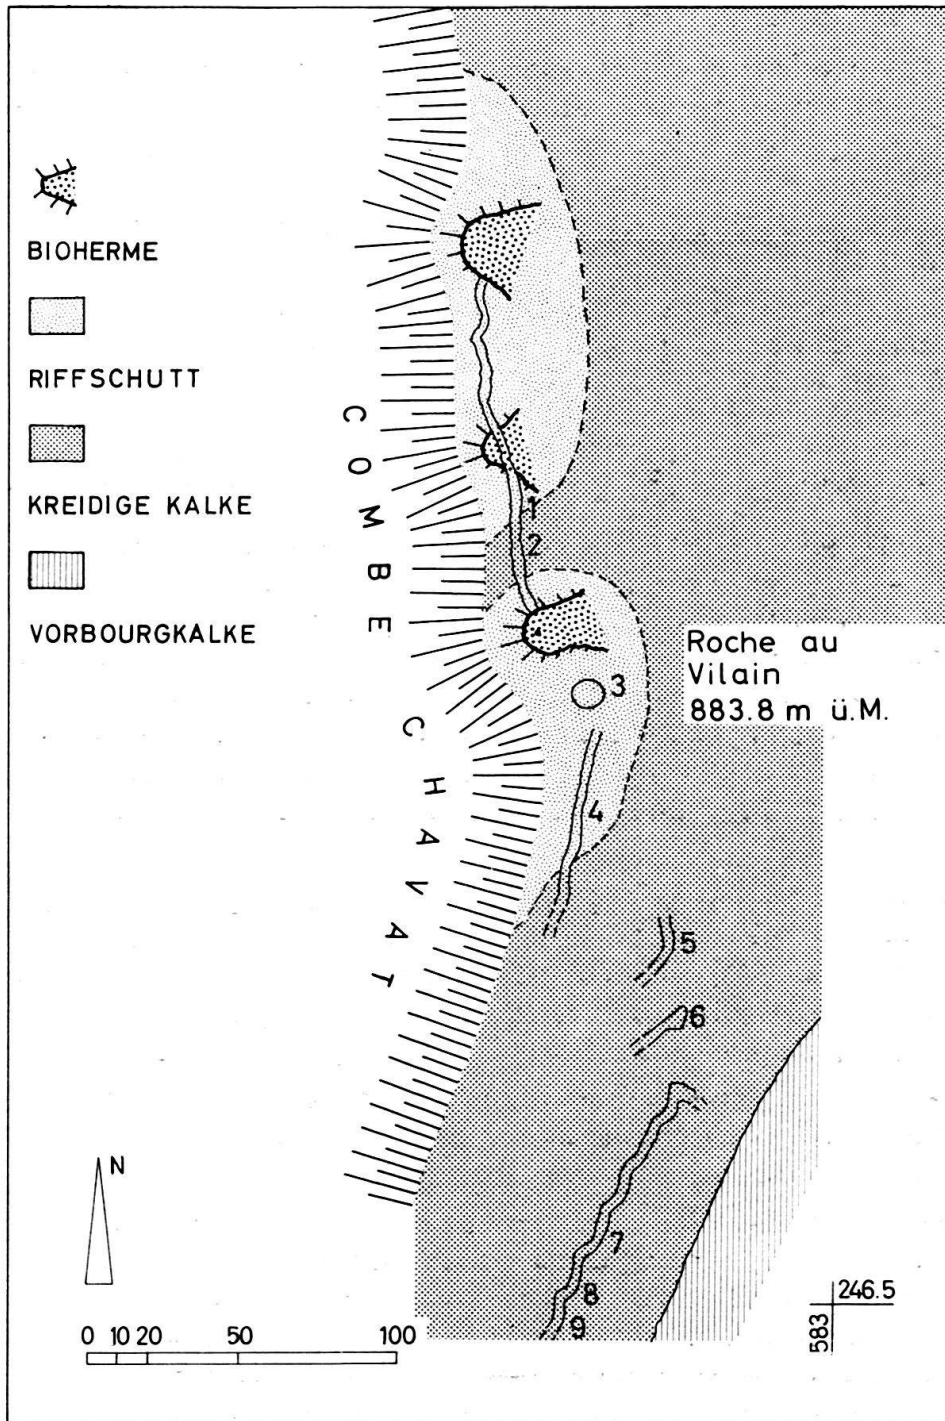 BIOHERME
RIFFSCHUTT
KREIDIGE KALKE
VORBOURGKALKE
COMBE CHAVAT
1
2
Roche au
Vilain
883.8 m ü.M.
3
4
5
6
7
8
9
N
0 10 20 50 100
246.5
583